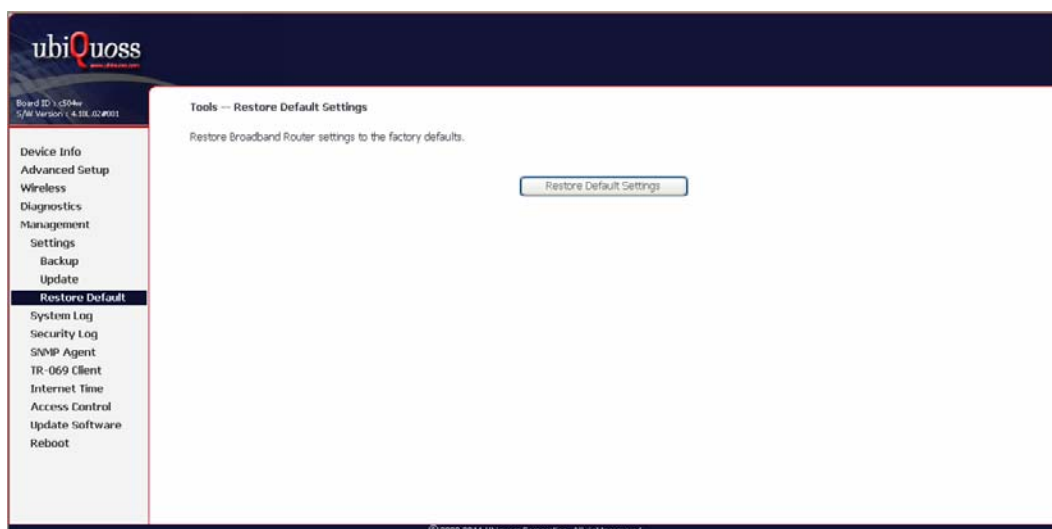 ubiQuoss
Board ID : c504w
S/W Version : 4.10L.02#001
Device Info
Advanced Setup
Wireless
Diagnostics
Management
Settings
Backup
Update
Restore Default
System Log
Security Log
SNMP Agent
TR-069 Client
Internet Time
Access Control
Update Software
Reboot
Tools -- Restore Default Settings
Restore Broadband Router settings to the factory defaults.
Restore Default Settings